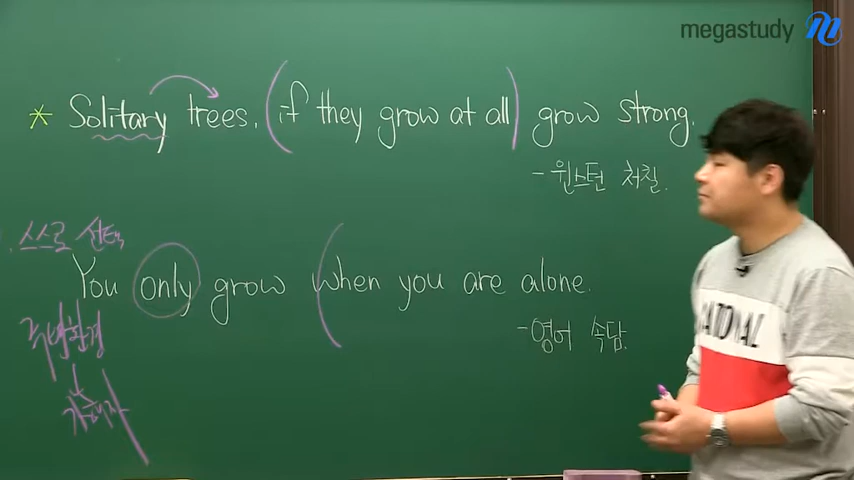 megastudy
* Solitary trees, (if they grow at all) grow strong.
- 윈스턴 처칠.
스스로 선택
You only grow (when you are alone.
- 영어 속담.
주변환경